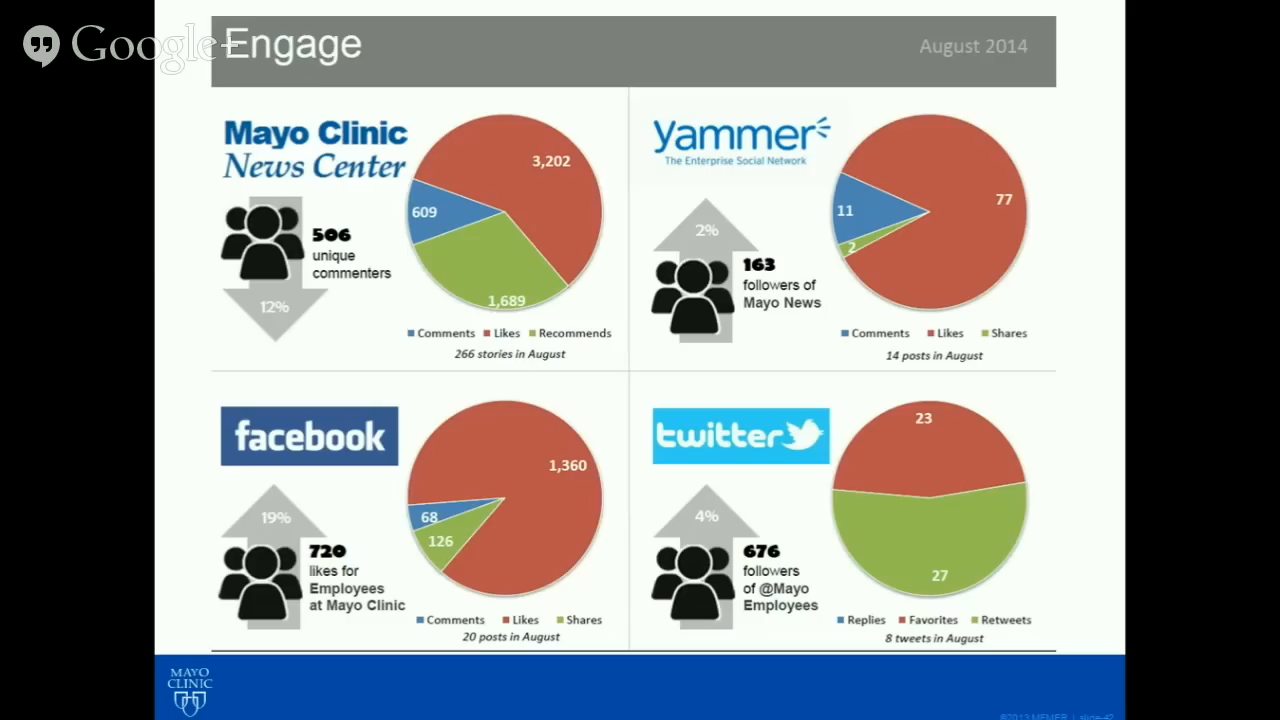 Google+
Engage
August 2014
Mayo Clinic
News Center
506
unique
commenters
12%
3,202
609
1,689
Comments Likes Recommends
266 stories in August
yammer
The Enterprise Social Network
2%
163
followers of
Mayo News
77
11
2
Comments Likes Shares
14 posts in August
facebook
19%
720
likes for
Employees
at Mayo Clinic
1,360
68
126
Comments Likes Shares
20 posts in August
twitter
4%
676
followers
of @Mayo
Employees
23
27
Replies Favorites Retweets
8 tweets in August
MAYO
CLINIC
©2013 MFMER | slide-42